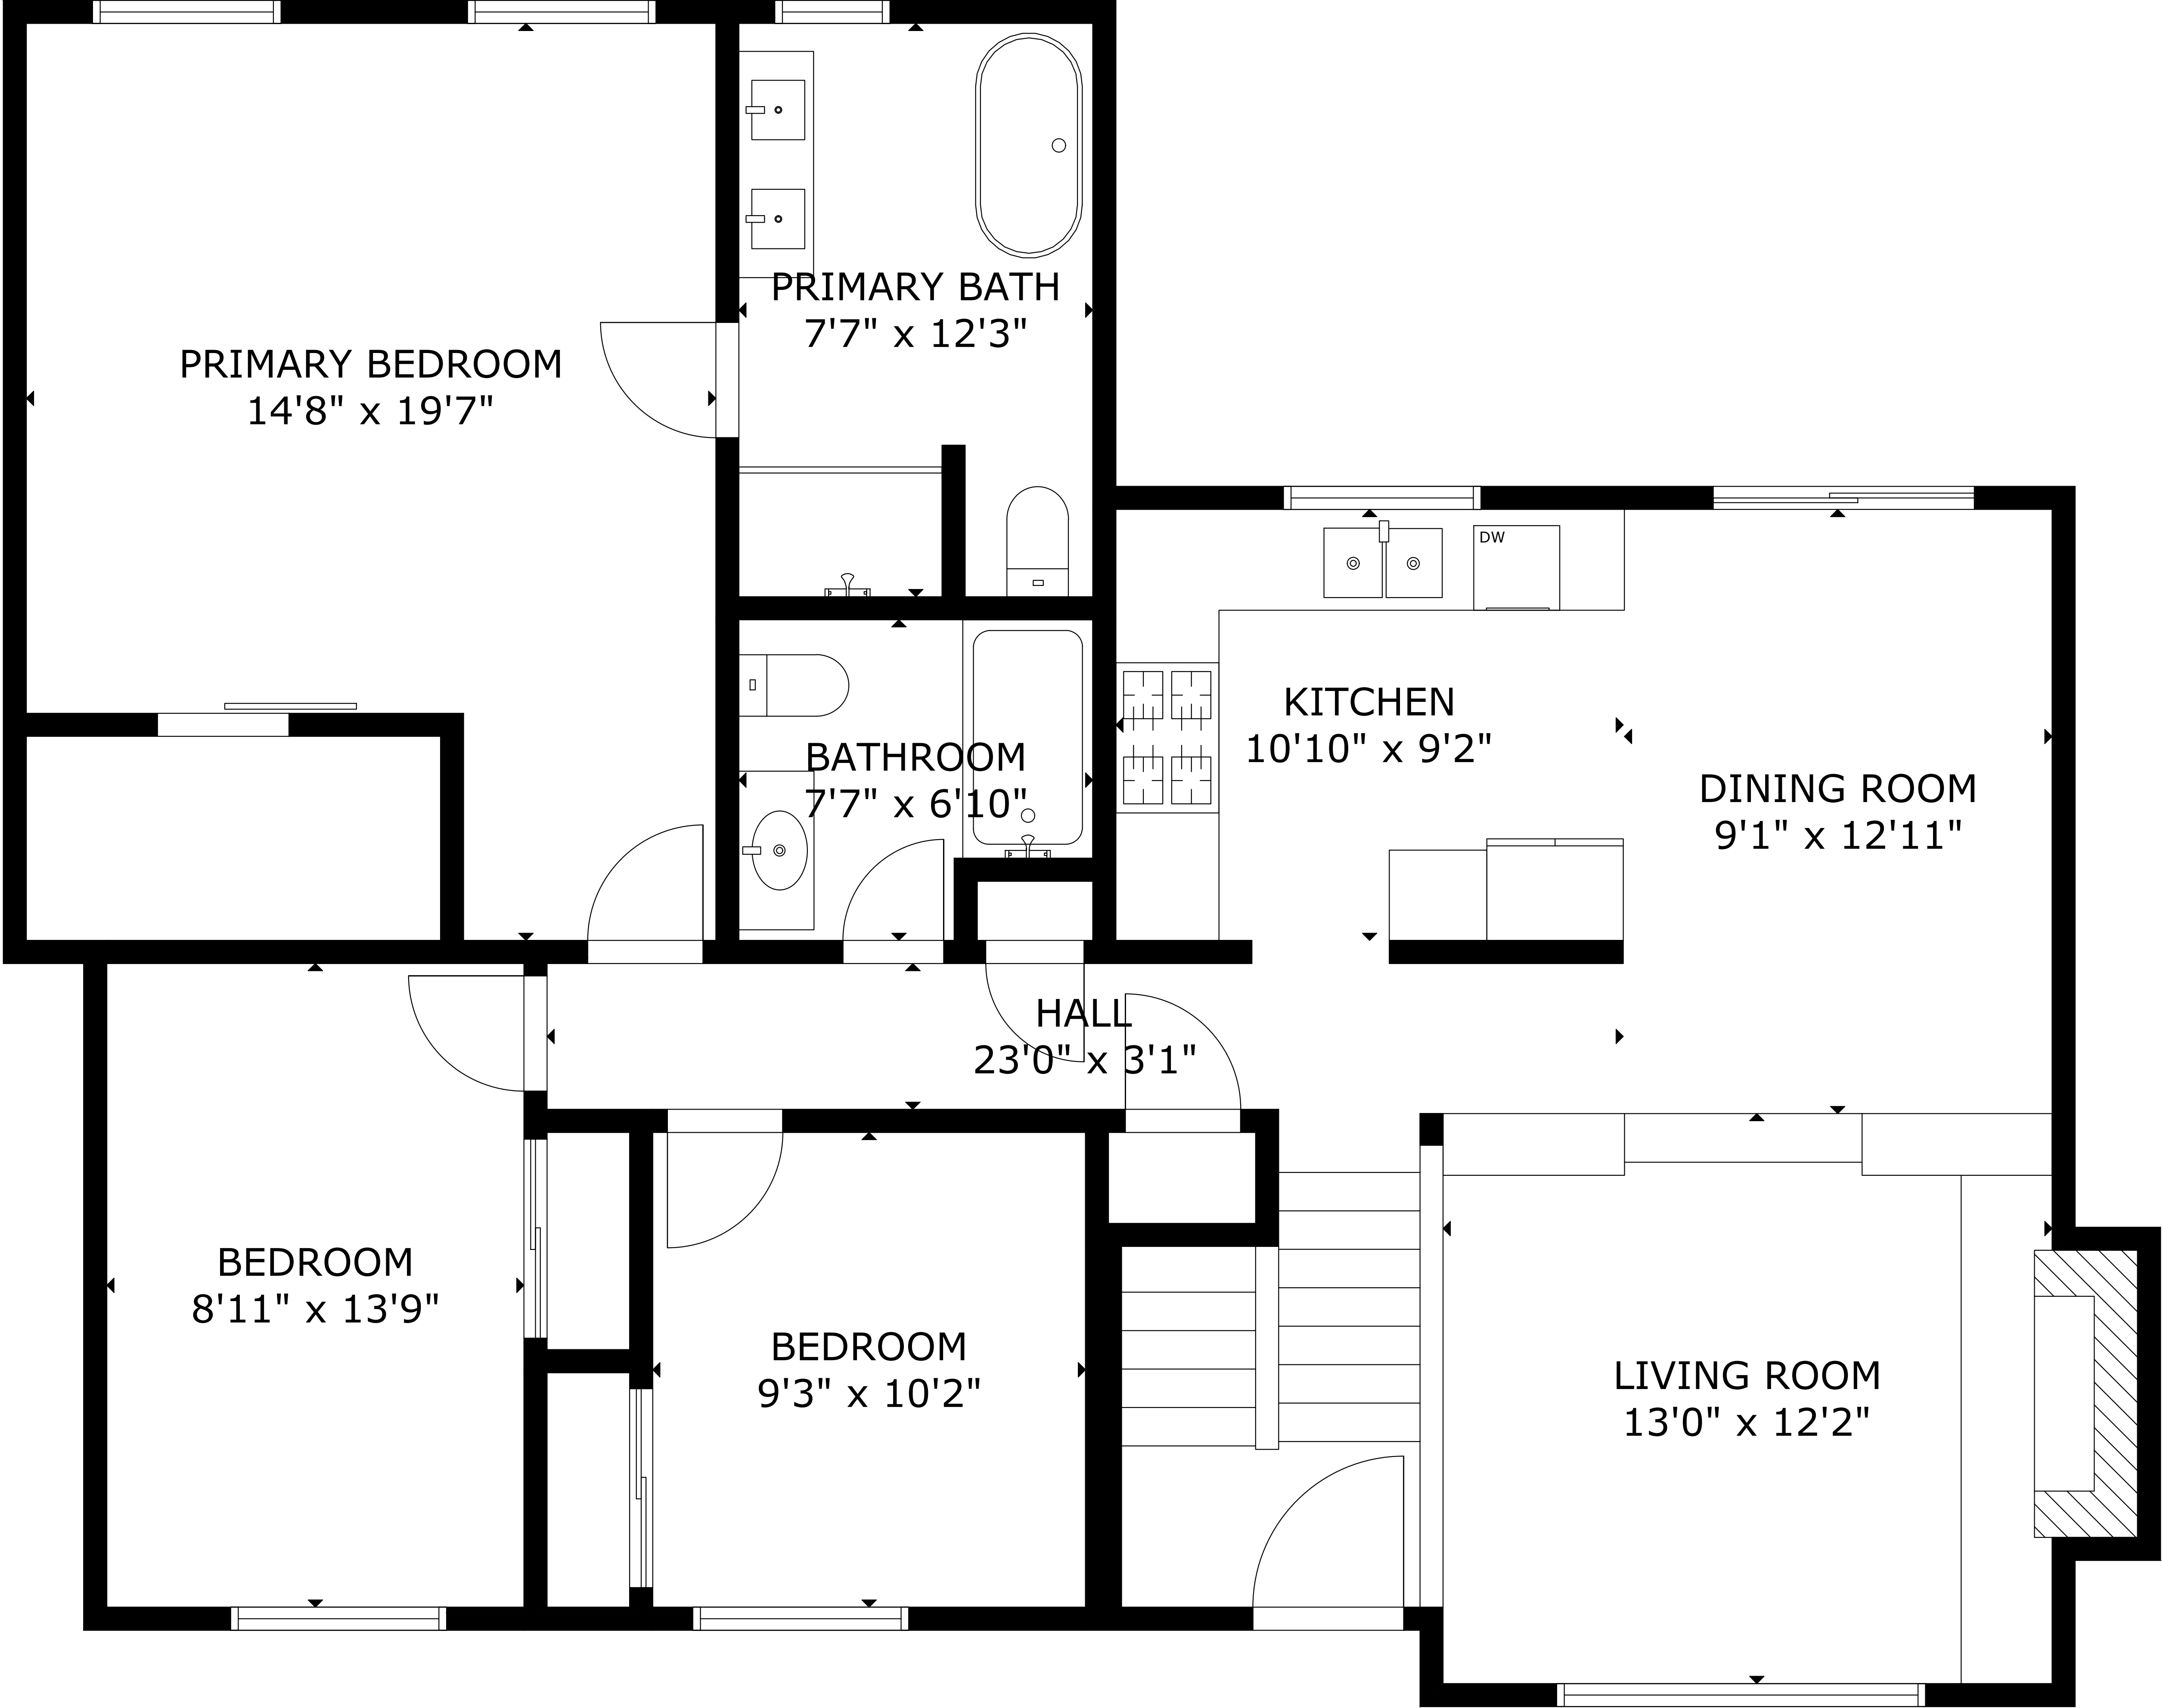 PRIMARY BATH
7'7" x 12'3"
PRIMARY BEDROOM
14'8" x 19'7"
DW
KITCHEN
10'10" x 9'2"
BATHROOM
7'7" x 6'10"
DINING ROOM
9'1" x 12'11"
HALL
23'0" x 3'1"
BEDROOM
8'11" x 13'9"
BEDROOM
9'3" x 10'2"
LIVING ROOM
13'0" x 12'2"